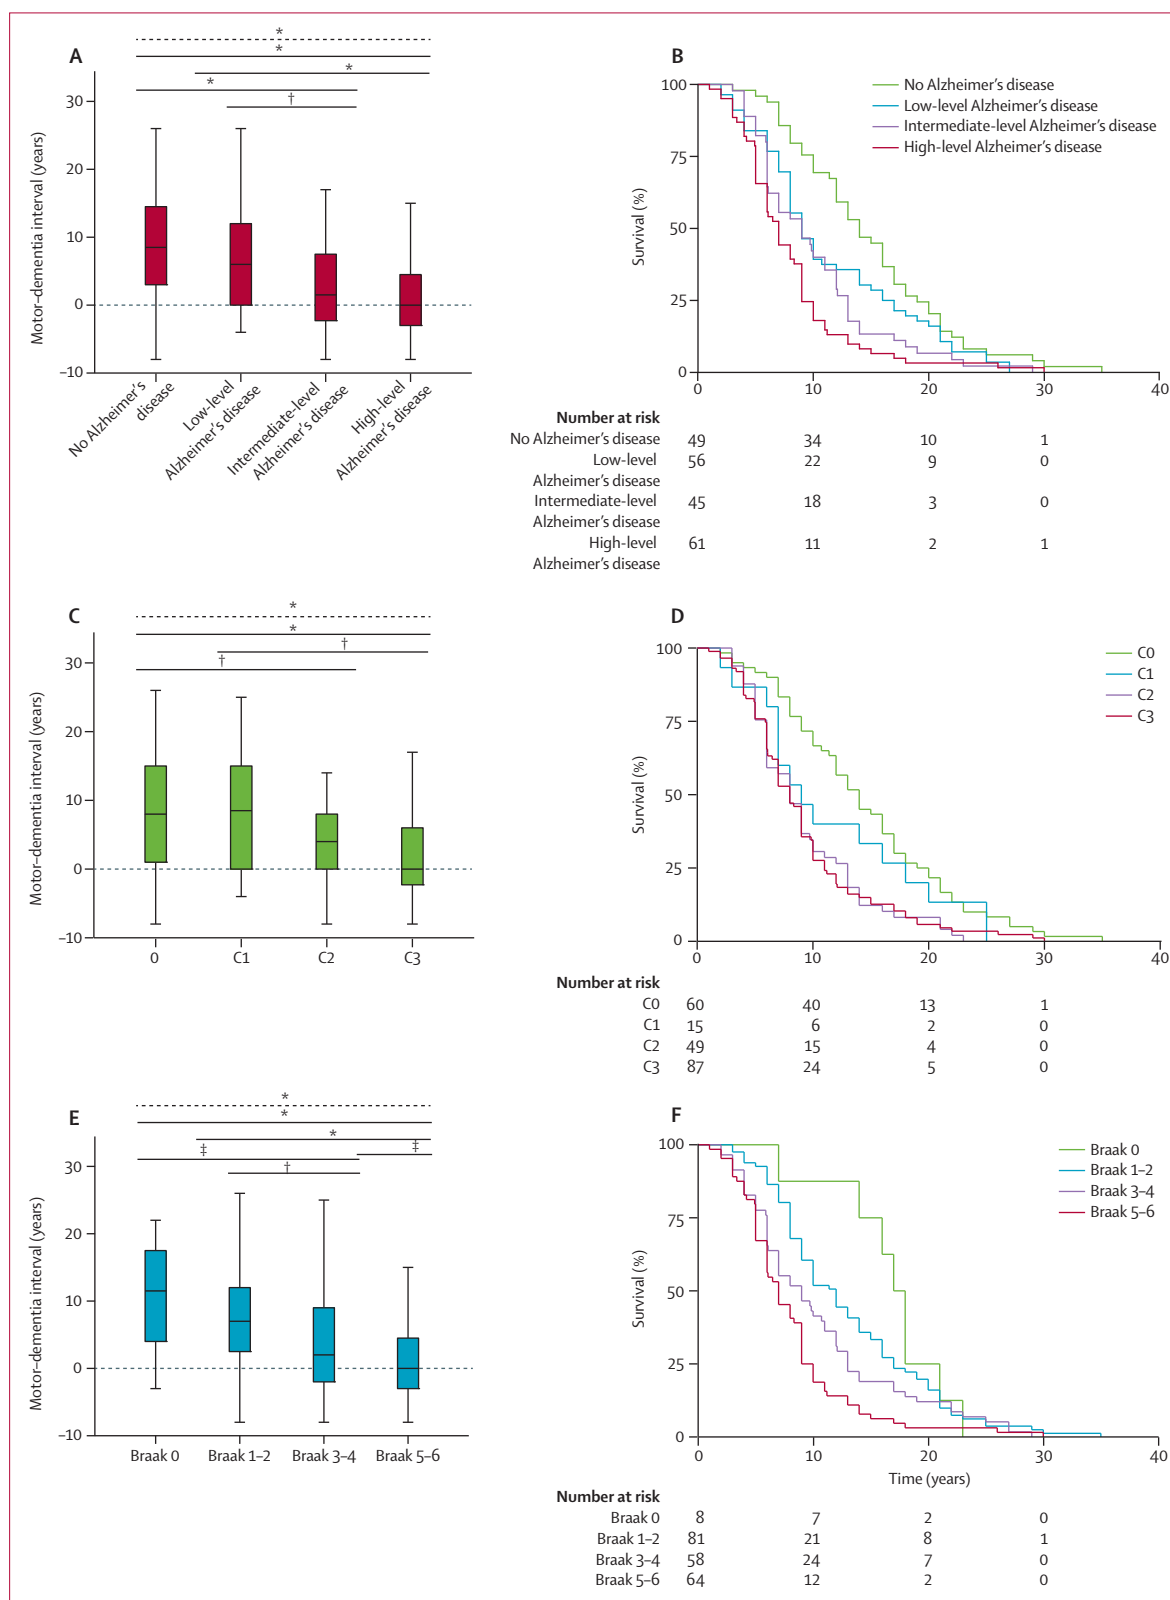 A
*
*
*
*
†
Motor–dementia interval (years)
30
20
10
0
–10
No Alzheimer's
disease
Low-level
Alzheimer's disease
Intermediate-level
Alzheimer's disease
High-level
Alzheimer's disease
B
No Alzheimer's disease
Low-level Alzheimer's disease
Intermediate-level Alzheimer's disease
High-level Alzheimer's disease
Survival (%)
100
75
50
25
0
0 10 20 30 40
Number at risk
No Alzheimer's disease 49 34 10 1
Low-level 56 22 9 0
Alzheimer's disease
Intermediate-level 45 18 3 0
Alzheimer's disease
High-level 61 11 2 1
Alzheimer's disease
C
*
*
†
†
Motor–dementia interval (years)
30
20
10
0
–10
0 C1 C2 C3
D
C0
C1
C2
C3
Survival (%)
100
75
50
25
0
0 10 20 30 40
Number at risk
C0 60 40 13 1
C1 15 6 2 0
C2 49 15 4 0
C3 87 24 5 0
E
*
*
*
‡ ‡
†
Motor–dementia interval (years)
30
20
10
0
–10
Braak 0 Braak 1–2 Braak 3–4 Braak 5–6
F
Braak 0
Braak 1–2
Braak 3–4
Braak 5–6
Survival (%)
100
75
50
25
0
0 10 20 30 40
Time (years)
Number at risk
Braak 0 8 7 2 0
Braak 1–2 81 21 8 1
Braak 3–4 58 24 7 0
Braak 5–6 64 12 2 0